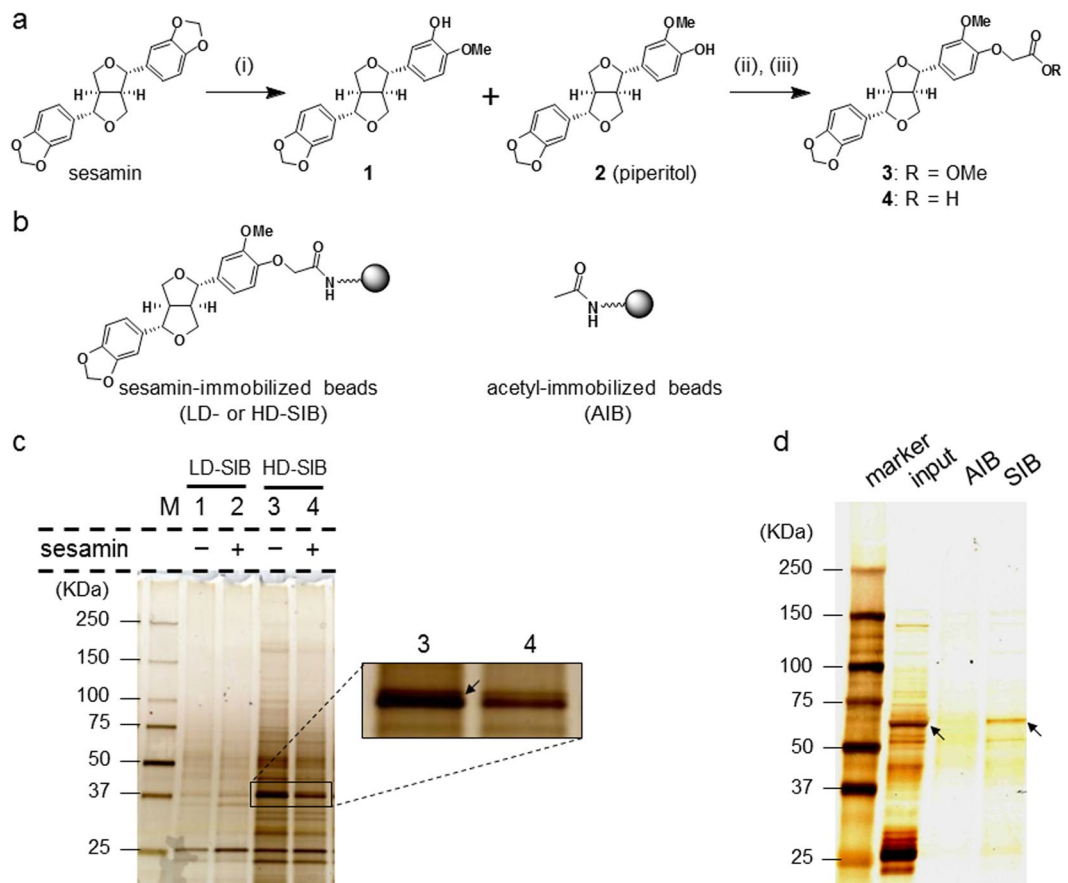 a
OH
OMe
(i)
+
OMe
OH
(ii), (iii)
OMe
O
O
OR
O
O
O
H
H
O
O
O
sesamin
O
H
H
O
O
O
1
O
H
H
O
O
O
2 (piperitol)
O
H
H
O
O
O
3: R = OMe
4: R = H
b
OMe
O
O
N
H
O
H
H
O
O
O
sesamin-immobilized beads
(LD- or HD-SIB)
O
N
H
acetyl-immobilized beads
(AIB)
c
LD-SIB HD-SIB
M 1 2 3 4
sesamin – + – +
(KDa)
250
150
100
75
50
37
25
3 4
d
marker
input
AIB
SIB
(KDa)
250
150
100
75
50
37
25